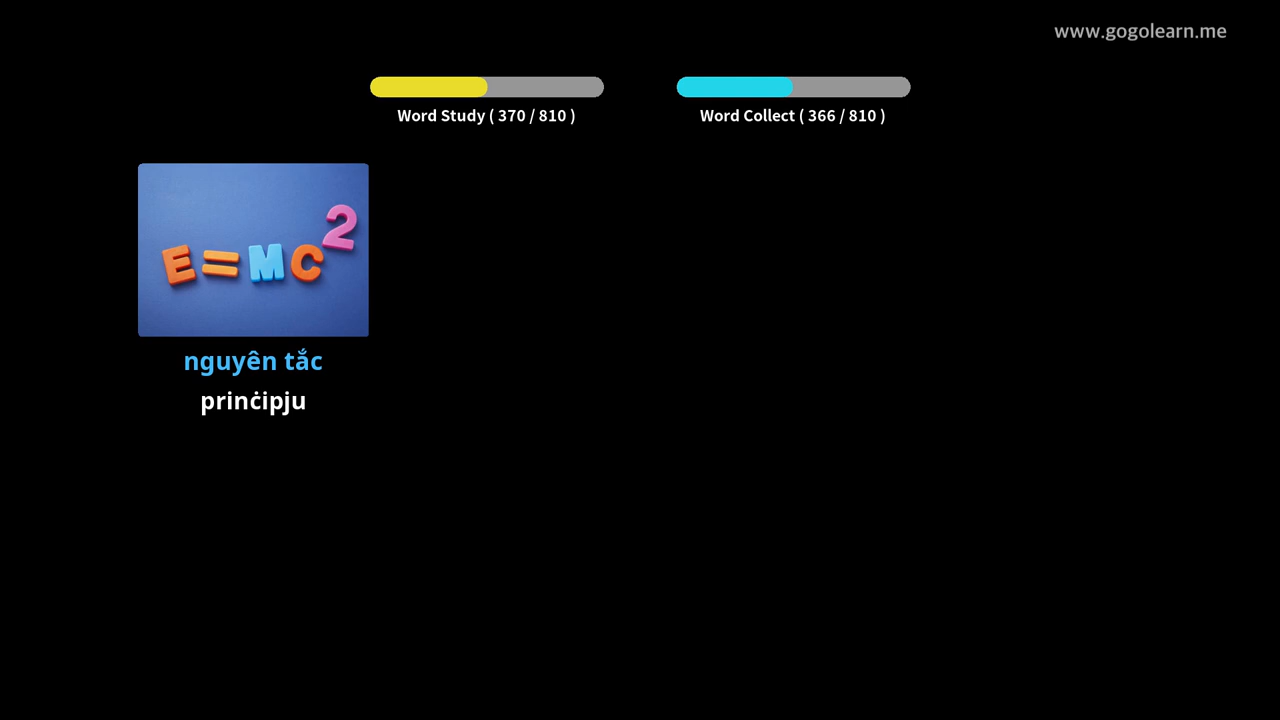 www.gogolearn.me
Word Study ( 370 / 810 )
Word Collect ( 366 / 810 )
E=MC²
nguyên tắc
prinċipju